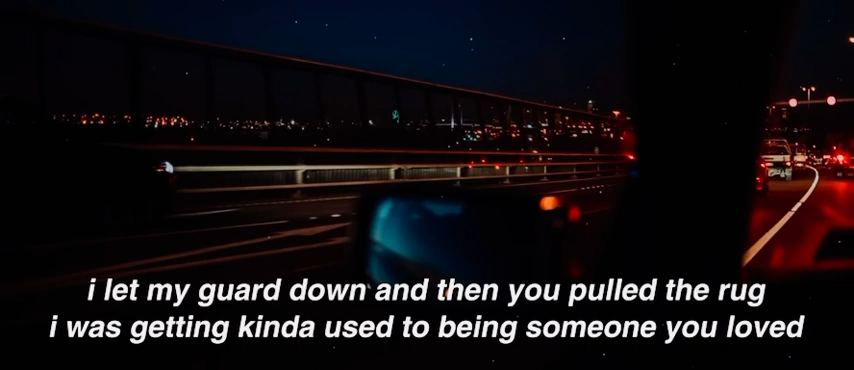 i let my guard down and then you pulled the rug
i was getting kinda used to being someone you loved